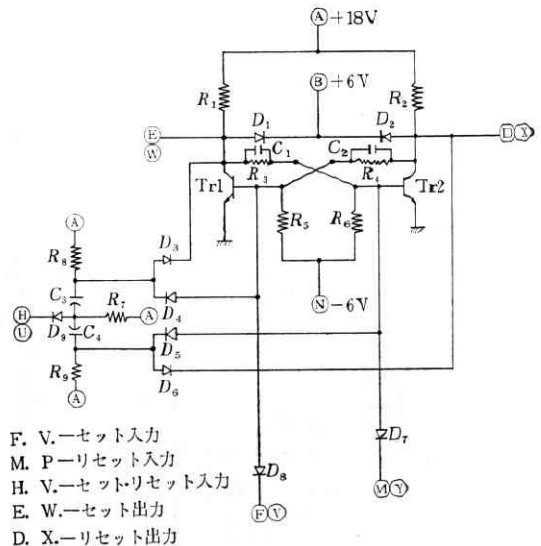 A +18V
R1
B +6V
R2
E
W
D1
D2
D X
C1
C2
R3
R4
Tr1
Tr2
R5
R6
A
R8
D3
N -6V
C3
R7
A
D4
H
U
D9
C4
D5
R9
D6
A
D7
D8
F V
M Y
F. V.ーセット入力
M. Pーリセット入力
H. V.ーセット・リセット入力
E. W.ーセット出力
D. X.ーリセット出力